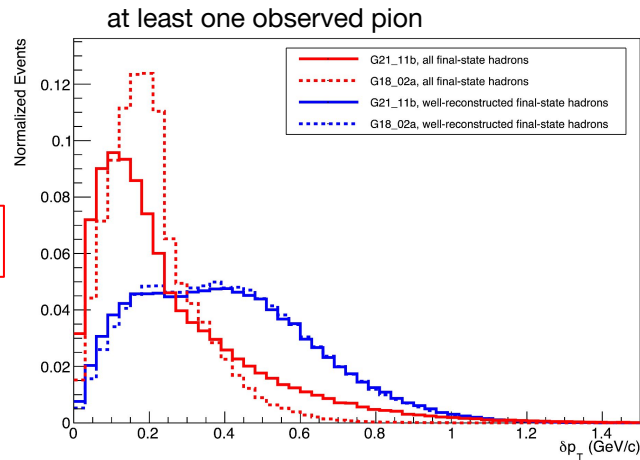 at least one observed pion
Normalized Events
G21_11b, all final-state hadrons
G18_02a, all final-state hadrons
G21_11b, well-reconstructed final-state hadrons
G18_02a, well-reconstructed final-state hadrons
0.12
0.1
0.08
0.06
0.04
0.02
0
0 0.2 0.4 0.6 0.8 1 1.2 1.4
δp_T (GeV/c)